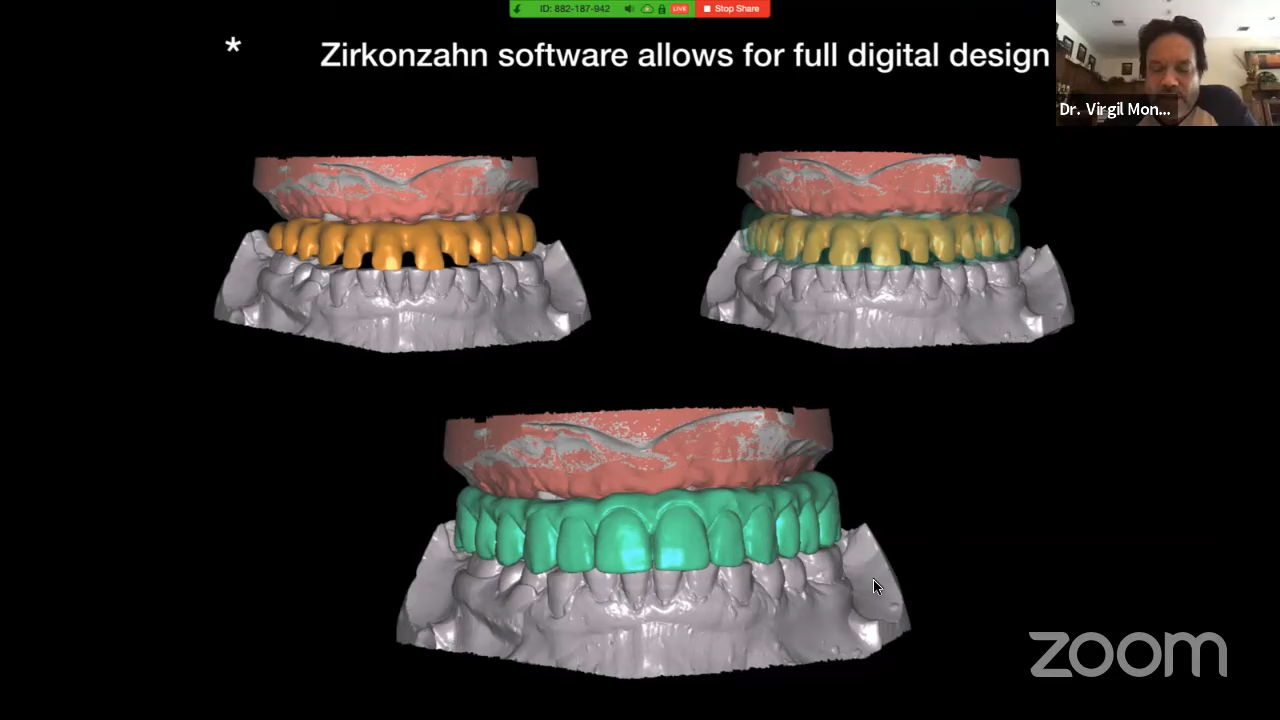 ID: 882-187-942 LIVE Stop Share
* Zirkonzahn software allows for full digital design
Dr. Virgil Mon...
zoom